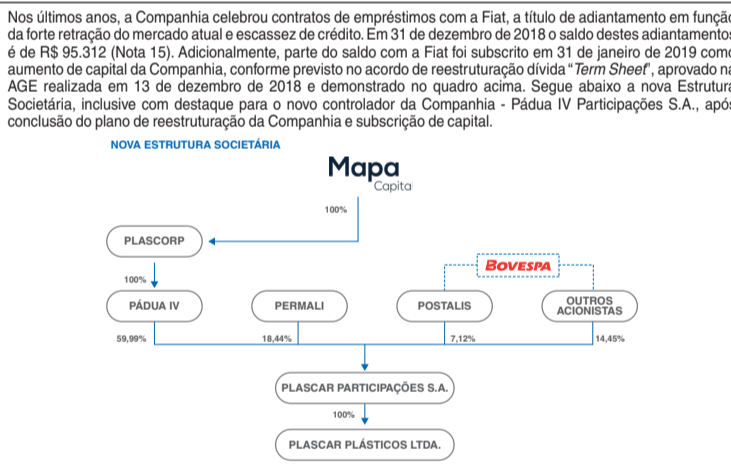 Nos últimos anos, a Companhia celebrou contratos de empréstimos com a Fiat, a título de adiantamento em função
da forte retração do mercado atual e escassez de crédito. Em 31 de dezembro de 2018 o saldo destes adiantamentos
é de R$ 95.312 (Nota 15). Adicionalmente, parte do saldo com a Fiat foi subscrito em 31 de janeiro de 2019 como
aumento de capital da Companhia, conforme previsto no acordo de reestruturação dívida “Term Sheet”, aprovado na
AGE realizada em 13 de dezembro de 2018 e demonstrado no quadro acima. Segue abaixo a nova Estrutura
Societária, inclusive com destaque para o novo controlador da Companhia - Pádua IV Participações S.A., após
conclusão do plano de reestruturação da Companhia e subscrição de capital.
NOVA ESTRUTURA SOCIETÁRIA
Mapa
Capital
100%
PLASCORP
BOVESPA
100%
PÁDUA IV
PERMALI
POSTALIS
OUTROS
ACIONISTAS
59,99%
18,44%
7,12%
14,45%
PLASCAR PARTICIPAÇÕES S.A.
100%
PLASCAR PLÁSTICOS LTDA.